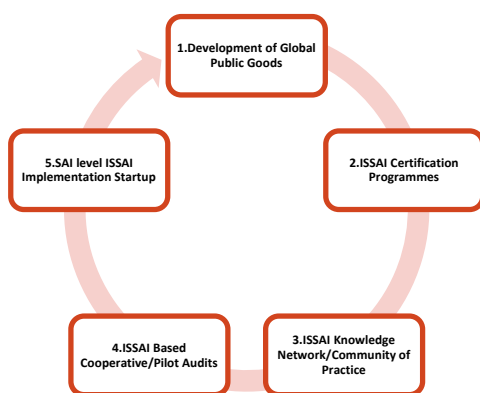 1.Development of Global
Public Goods
2.ISSAI Certification
Programmes
3.ISSAI Knowledge
Network/Community of
Practice
4.ISSAI Based
Cooperative/Pilot Audits
5.SAI level ISSAI
Implementation Startup